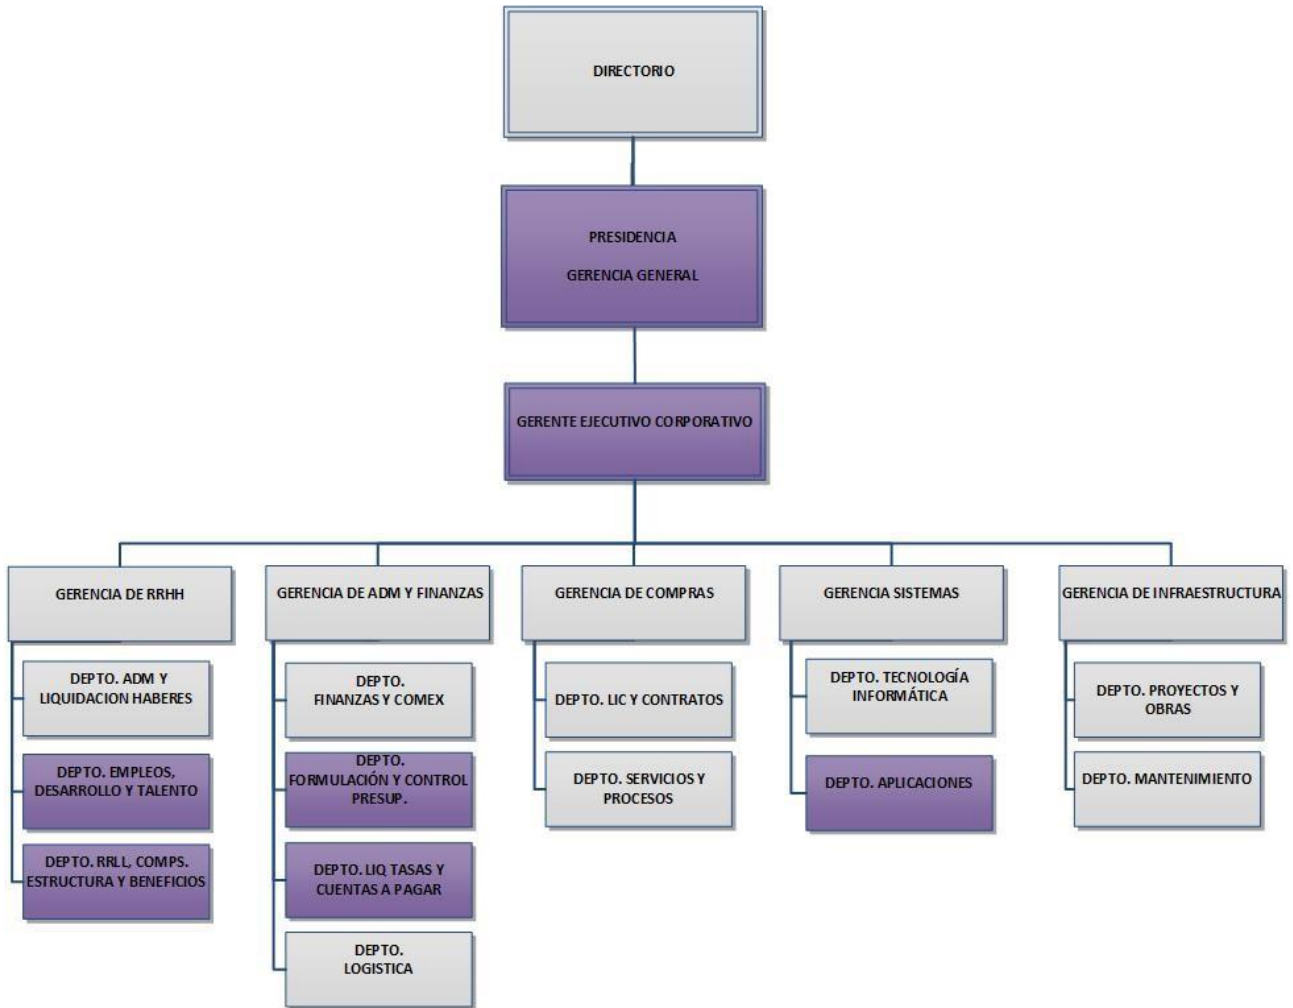 DIRECTORIO
PRESIDENCIA
GERENCIA GENERAL
GERENTE EJECUTIVO CORPORATIVO
GERENCIA DE RRHH
GERENCIA DE ADM Y FINANZAS
GERENCIA DE COMPRAS
GERENCIA SISTEMAS
GERENCIA DE INFRAESTRUCTURA
DEPTO. ADM Y
LIQUIDACION HABERES
DEPTO. EMPLEOS,
DESARROLLO Y TALENTO
DEPTO. RRLL, COMPS.
ESTRUCTURA Y BENEFICIOS
DEPTO.
FINANZAS Y COMEX
DEPTO.
FORMULACIÓN Y CONTROL
PRESUP.
DEPTO. LIQ TASAS Y
CUENTAS A PAGAR
DEPTO.
LOGISTICA
DEPTO. LIC Y CONTRATOS
DEPTO. SERVICIOS Y
PROCESOS
DEPTO. TECNOLOGÍA
INFORMÁTICA
DEPTO. APLICACIONES
DEPTO. PROYECTOS Y
OBRAS
DEPTO. MANTENIMIENTO